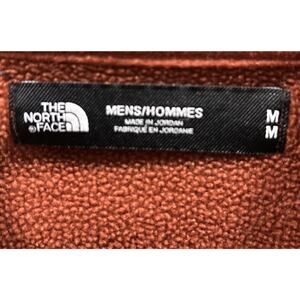 THE
NORTH
FACE
MENS/HOMMES
MADE IN JORDAN
FABRIQUÉ EN JORDANIE
M
M